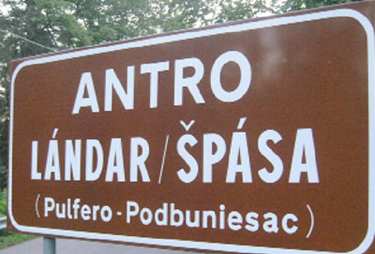 ANTRO
LÁNDAR / ŠPÁSA
(Pulfero - Podbuniesac)